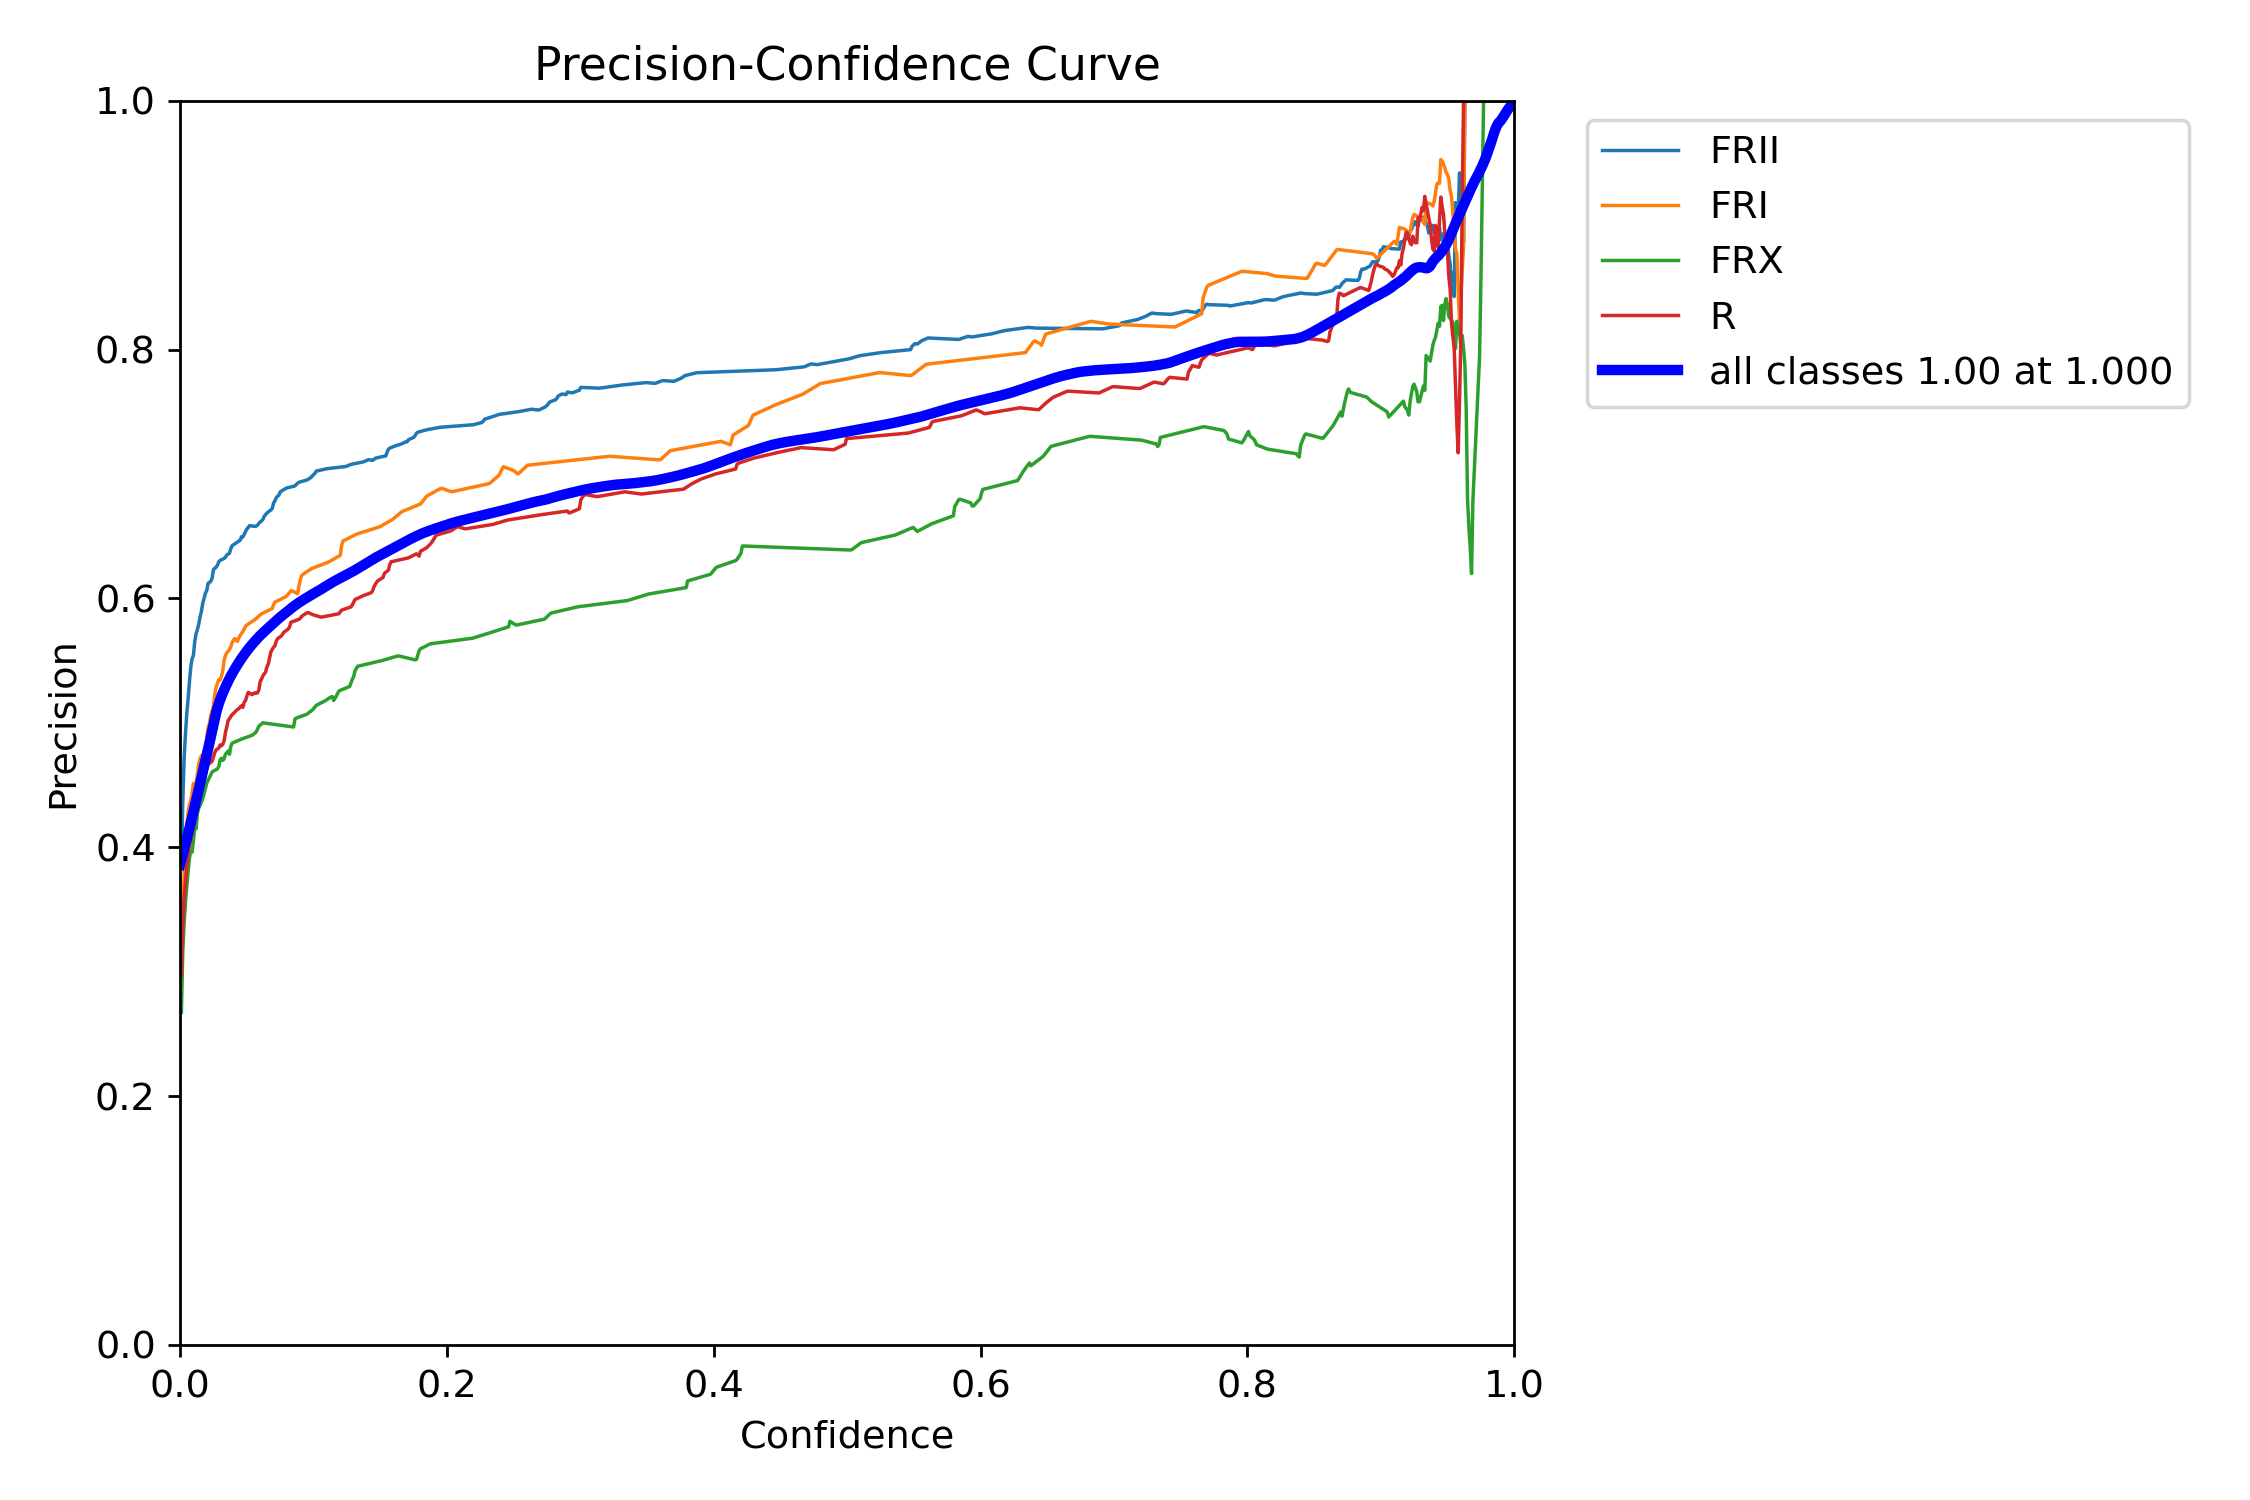 Precision-Confidence Curve
1.0
0.8
0.6
0.4
0.2
0.0
Precision
0.0 0.2 0.4 0.6 0.8 1.0
Confidence
FRII
FRI
FRX
R
all classes 1.00 at 1.000